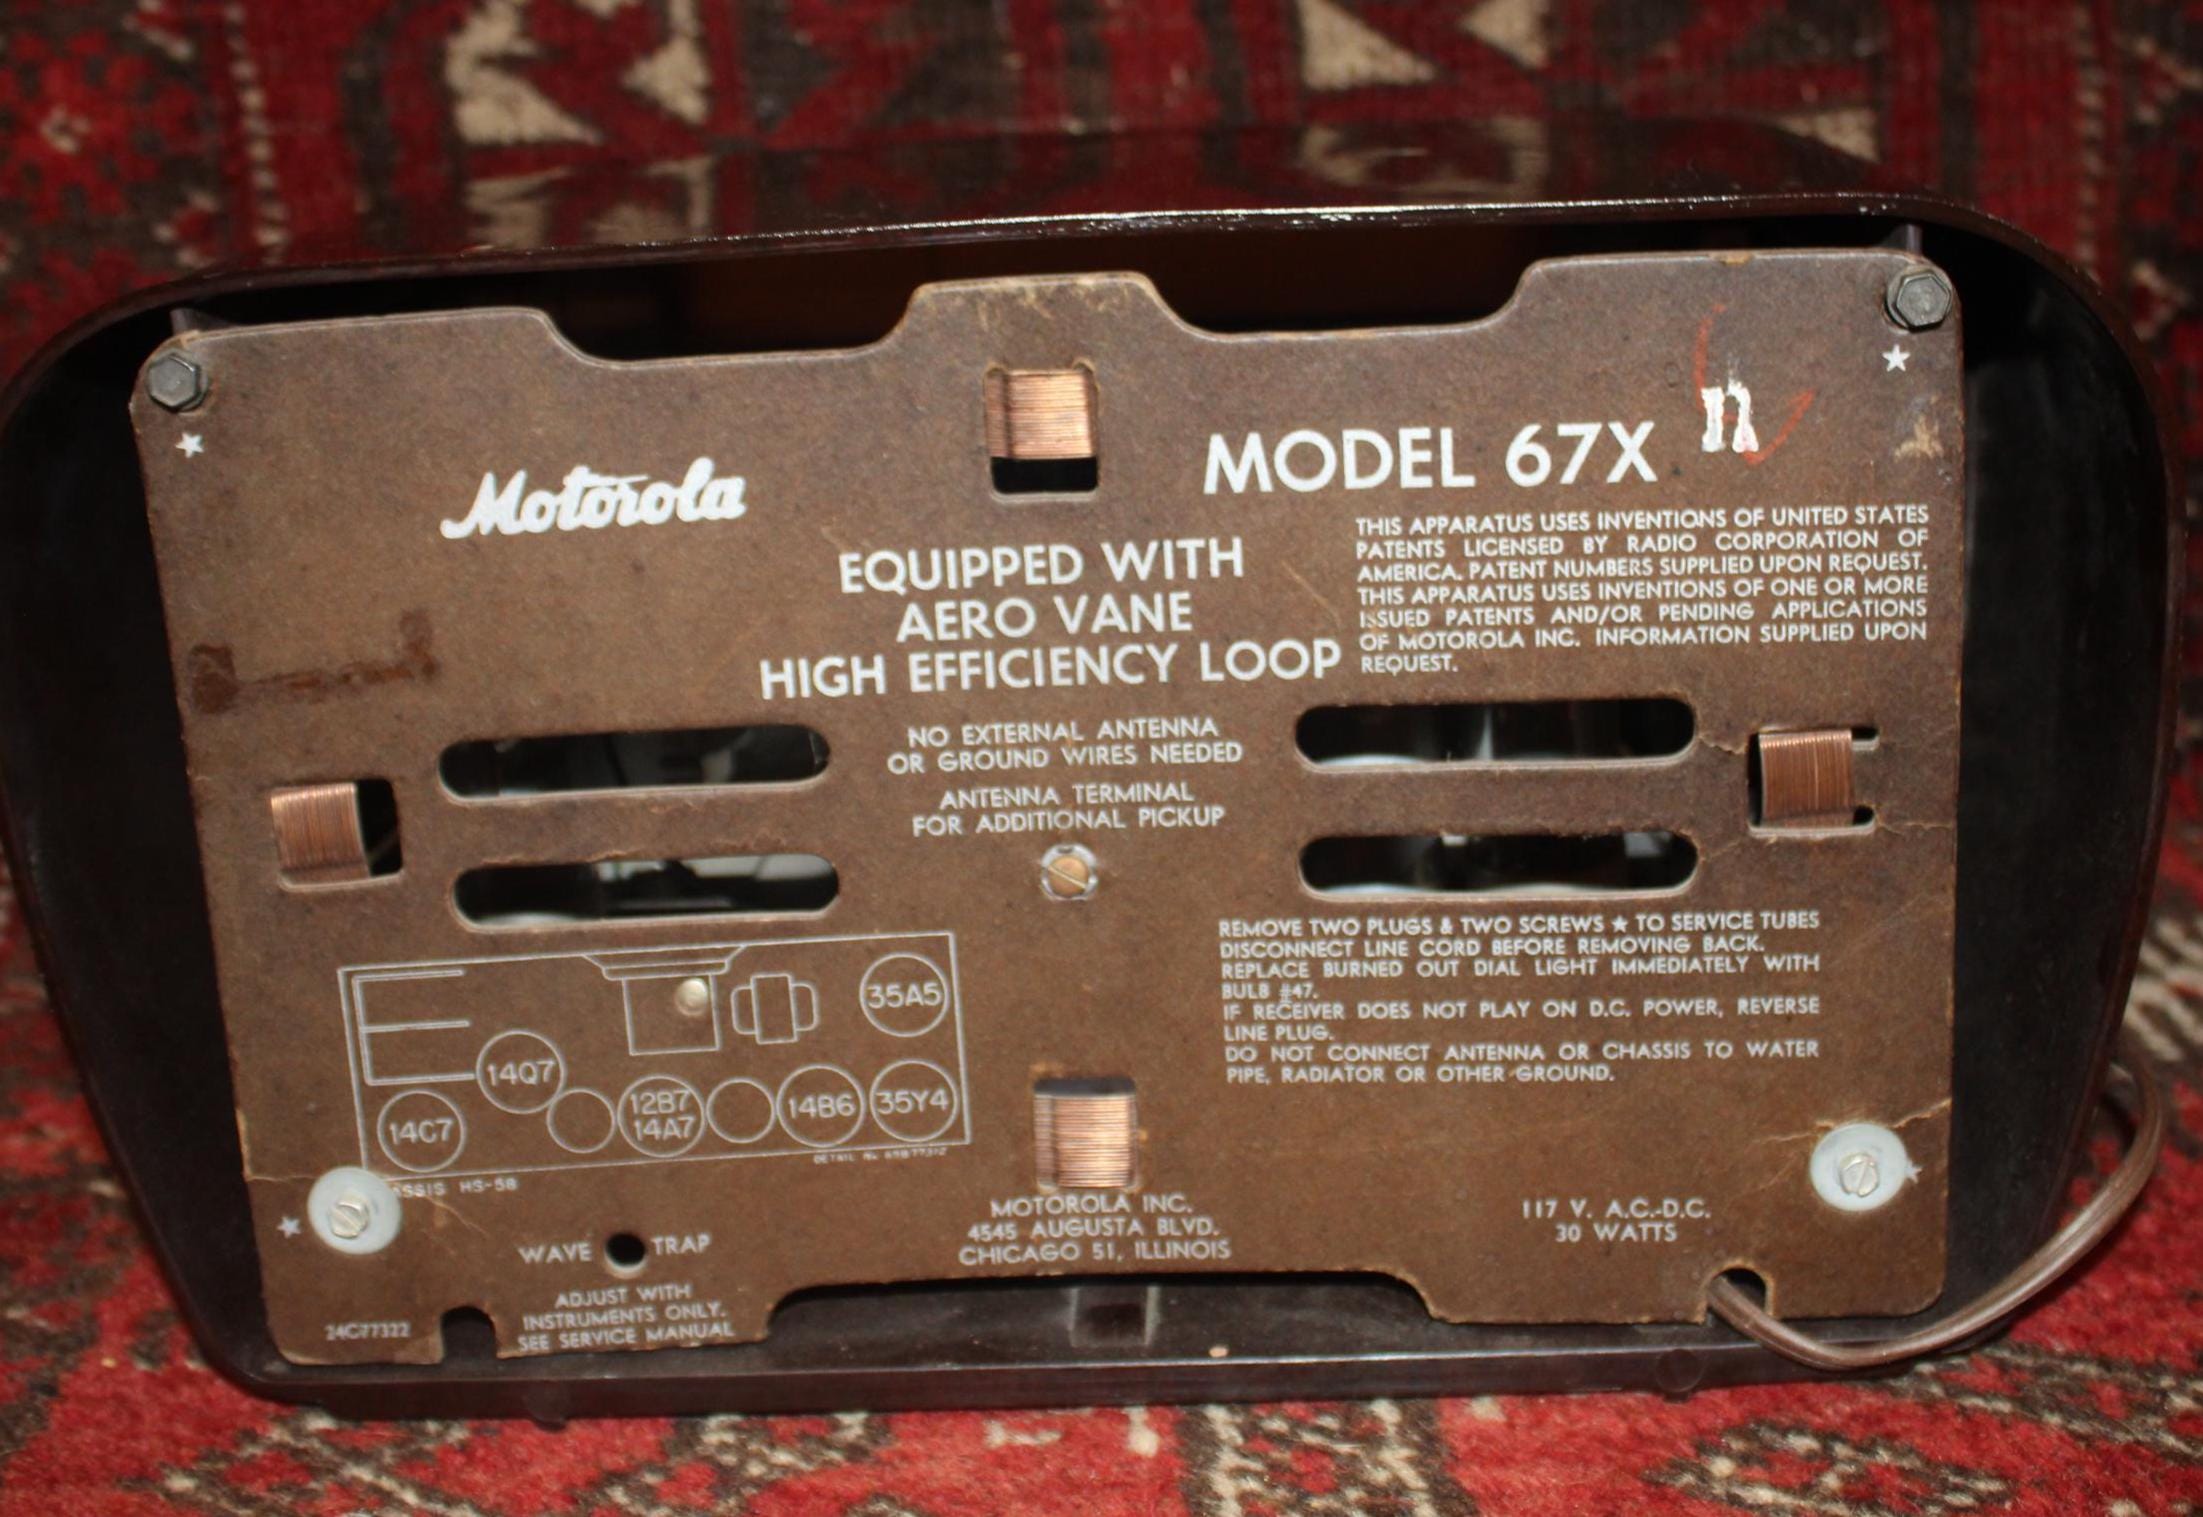 Motorola
MODEL 67X n
EQUIPPED WITH
AERO VANE
HIGH EFFICIENCY LOOP
THIS APPARATUS USES INVENTIONS OF UNITED STATES
PATENTS LICENSED BY RADIO CORPORATION OF
AMERICA. PATENT NUMBERS SUPPLIED UPON REQUEST.
THIS APPARATUS USES INVENTIONS OF ONE OR MORE
ISSUED PATENTS AND/OR PENDING APPLICATIONS
OF MOTOROLA INC. INFORMATION SUPPLIED UPON
REQUEST.
NO EXTERNAL ANTENNA
OR GROUND WIRES NEEDED
ANTENNA TERMINAL
FOR ADDITIONAL PICKUP
REMOVE TWO PLUGS & TWO SCREWS ★ TO SERVICE TUBES
DISCONNECT LINE CORD BEFORE REMOVING BACK.
REPLACE BURNED OUT DIAL LIGHT IMMEDIATELY WITH
BULB #47.
IF RECEIVER DOES NOT PLAY ON D.C. POWER, REVERSE
LINE PLUG.
DO NOT CONNECT ANTENNA OR CHASSIS TO WATER
PIPE, RADIATOR OR OTHER GROUND.
35A5
14Q7
14C7
12B7
14A7
14B6
35Y4
DETAIL
HS-58
WAVE TRAP
ADJUST WITH
INSTRUMENTS ONLY.
SEE SERVICE MANUAL
24C77322
MOTOROLA INC.
4545 AUGUSTA BLVD.
CHICAGO 51, ILLINOIS
117 V. A.C.-D.C.
30 WATTS